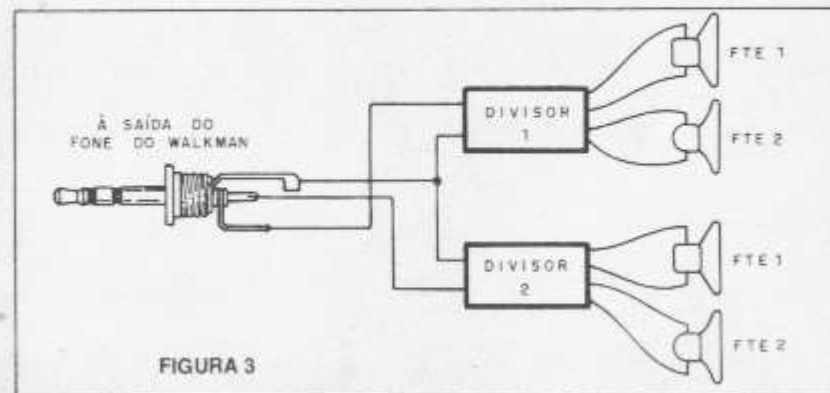 À SAÍDA DO
FONE DO WALKMAN
DIVISOR
1
FTE 1
FTE 2
DIVISOR
2
FTE 1
FTE 2
FIGURA 3